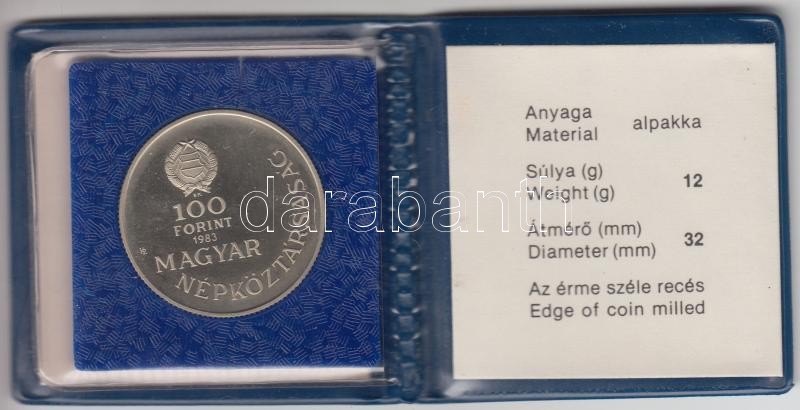 100
FORINT
1983
MAGYAR
NÉPKÖZTÁRSASÁG
darabanth
Anyaga
Material alpakka
Súlya (g)
Weight (g) 12
Átmérő (mm)
Diameter (mm) 32
Az érme széle recés
Edge of coin milled